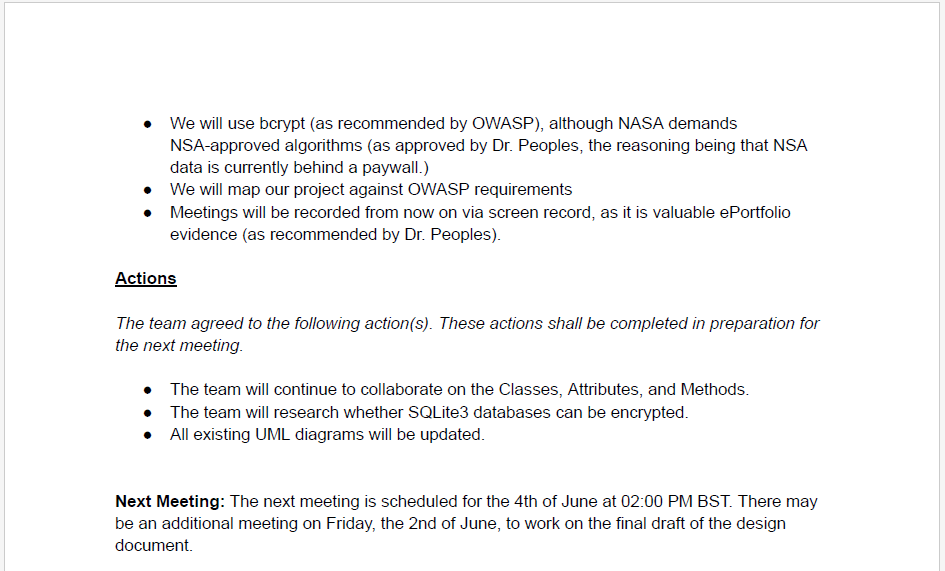 ● We will use bcrypt (as recommended by OWASP), although NASA demands
NSA-approved algorithms (as approved by Dr. Peoples, the reasoning being that NSA
data is currently behind a paywall.)
● We will map our project against OWASP requirements
● Meetings will be recorded from now on via screen record, as it is valuable ePortfolio
evidence (as recommended by Dr. Peoples).
Actions
The team agreed to the following action(s). These actions shall be completed in preparation for
the next meeting.
● The team will continue to collaborate on the Classes, Attributes, and Methods.
● The team will research whether SQLite3 databases can be encrypted.
● All existing UML diagrams will be updated.
Next Meeting: The next meeting is scheduled for the 4th of June at 02:00 PM BST. There may
be an additional meeting on Friday, the 2nd of June, to work on the final draft of the design
document.